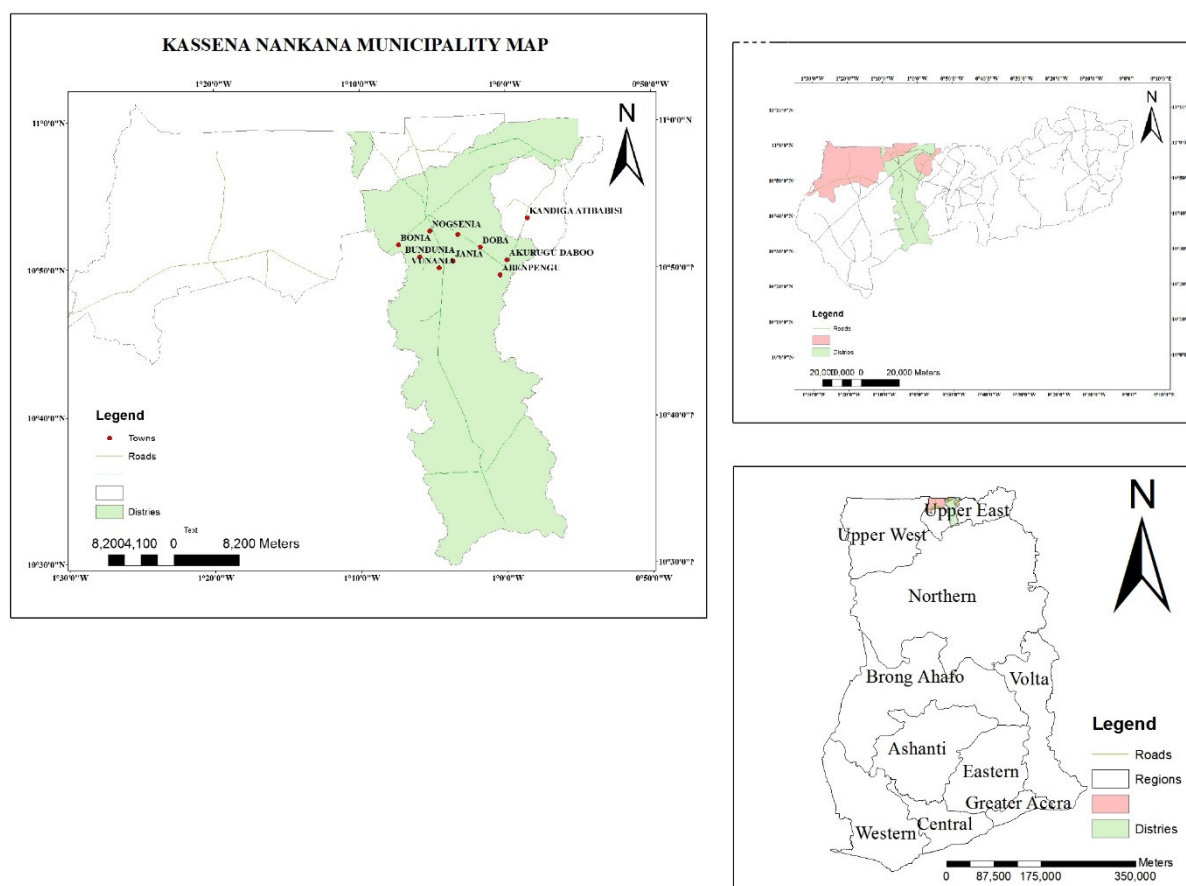 KASSENA NANKANA MUNICIPALITY MAP
1°20'0"W 1°10'0"W 1°0'0"W 0°50'0"W
11°0'0"N 11°0'0"N
N
KANDIGA ATIBABISI
NOGSENIA
BONIA DOBA
BUNDUNIA JANIA AKURUGU DABOO
VUNANIA ABENPENGU
10°50'0"N 10°50'0"N
10°40'0"N 10°40'0"N
Legend
Towns
Roads
Distries
Text
8,2004,100 0 8,200 Meters
10°30'0"N 10°30'0"N
1°30'0"W 1°20'0"W 1°10'0"W 1°0'0"W 0°50'0"W
N
Legend
Roads
Distries
20,00010,000 0 20,000 Meters
N
Upper East
Upper West
Northern
Brong Ahafo Volta
Ashanti
Eastern
Greater Accra
Central
Western
Legend
Roads
Regions
Distries
Meters
0 87,500 175,000 350,000